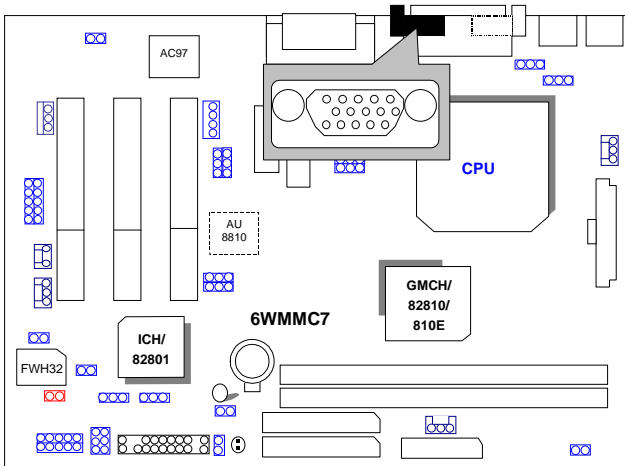 AC97
CPU
AU
8810
GMCH/
82810/
810E
6WMMC7
ICH/
82801
FWH32